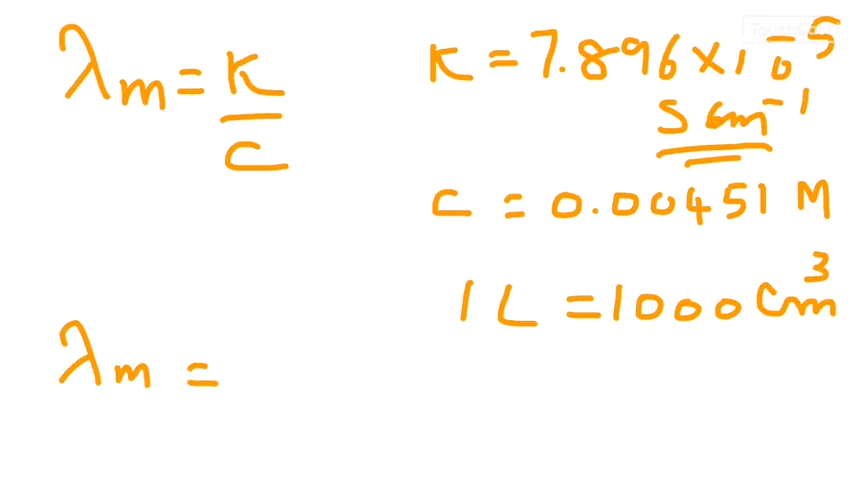 λm = K/C
K = 7.896 × 10⁻⁵
S cm⁻¹
C = 0.00451 M
1 L = 1000 cm³
λm =